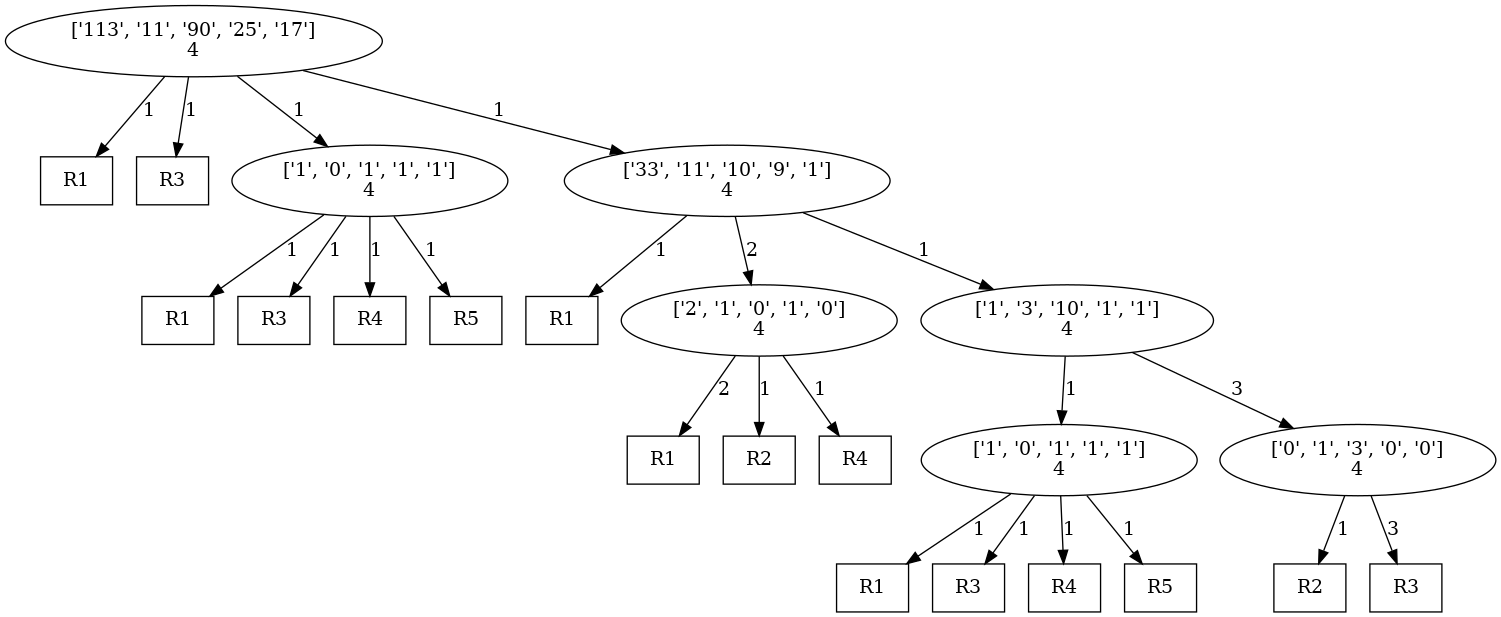 ['113', '11', '90', '25', '17']
4
1
1
1
1
R1
R3
['1', '0', '1', '1', '1']
4
['33', '11', '10', '9', '1']
4
1
1
1
1
1
2
1
R1
R3
R4
R5
R1
['2', '1', '0', '1', '0']
4
['1', '3', '10', '1', '1']
4
2
1
1
1
3
R1
R2
R4
['1', '0', '1', '1', '1']
4
['0', '1', '3', '0', '0']
4
1
1
1
1
1
3
R1
R3
R4
R5
R2
R3